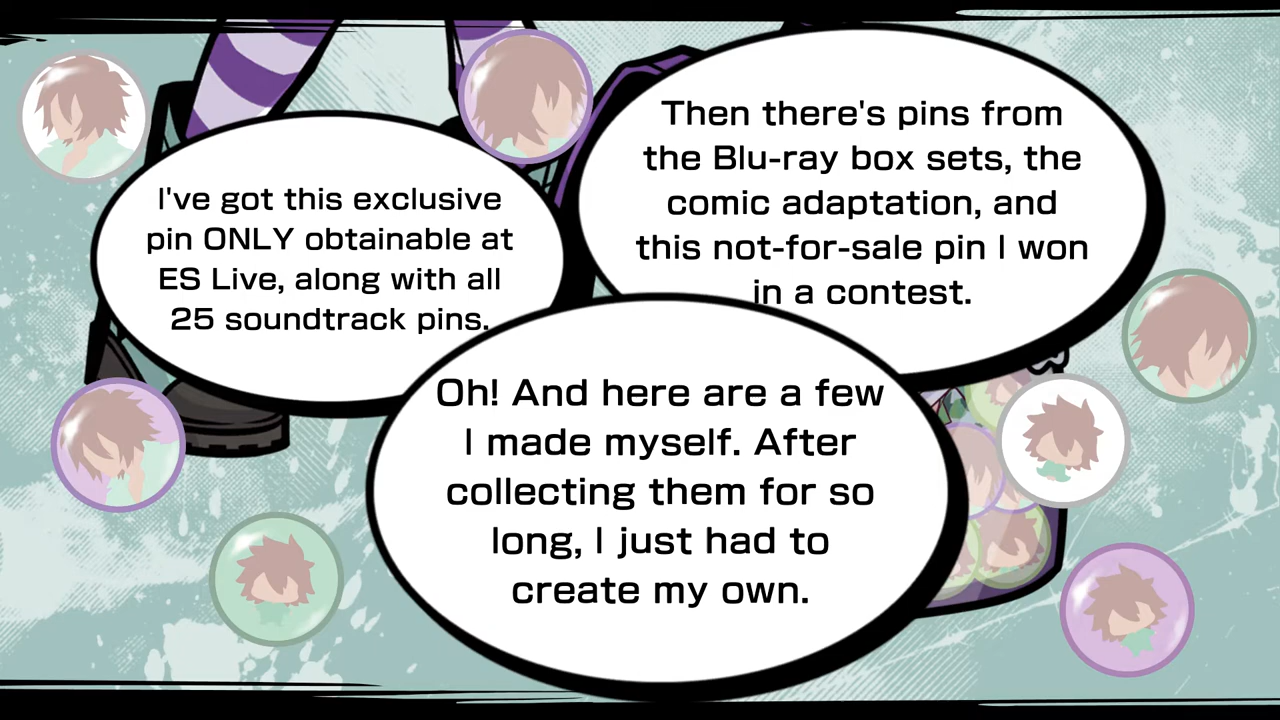 I've got this exclusive
pin ONLY obtainable at
ES Live, along with all
25 soundtrack pins.
Then there's pins from
the Blu-ray box sets, the
comic adaptation, and
this not-for-sale pin I won
in a contest.
Oh! And here are a few
I made myself. After
collecting them for so
long, I just had to
create my own.